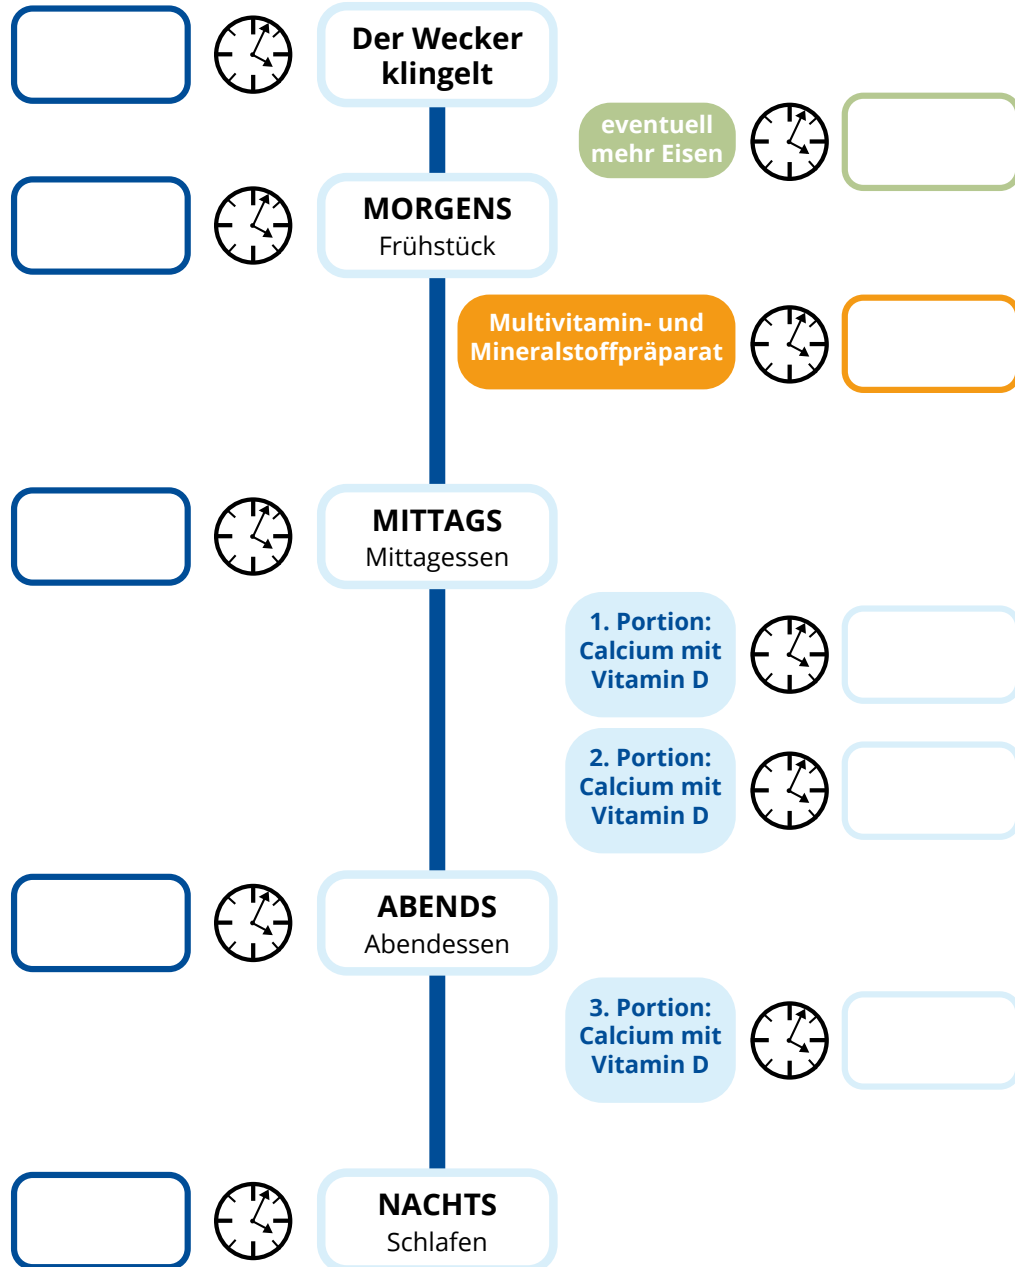 Der Wecker
klingelt
eventuell
mehr Eisen
MORGENS
Frühstück
Multivitamin- und
Mineralstoffpräparat
MITTAGS
Mittagessen
1. Portion:
Calcium mit
Vitamin D
2. Portion:
Calcium mit
Vitamin D
ABENDS
Abendessen
3. Portion:
Calcium mit
Vitamin D
NACHTS
Schlafen